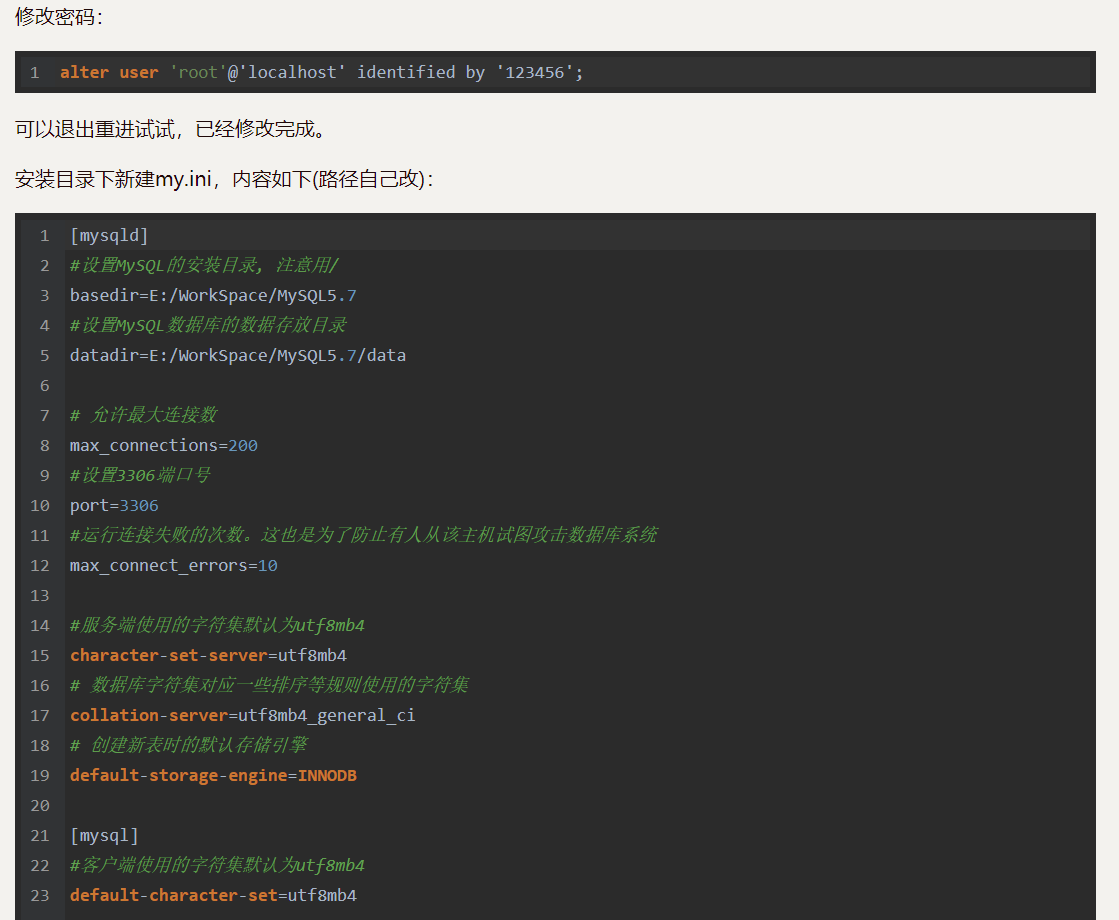 修改密码：
1 alter user 'root'@'localhost' identified by '123456';
可以退出重进试试，已经修改完成。
安装目录下新建my.ini，内容如下(路径自己改)：
1 [mysqld]
2 #设置MySQL的安装目录, 注意用/
3 basedir=E:/WorkSpace/MySQL5.7
4 #设置MySQL数据库的数据存放目录
5 datadir=E:/WorkSpace/MySQL5.7/data
6
7 # 允许最大连接数
8 max_connections=200
9 #设置3306端口号
10 port=3306
11 #运行连接失败的次数。这也是为了防止有人从该主机试图攻击数据库系统
12 max_connect_errors=10
13
14 #服务端使用的字符集默认为utf8mb4
15 character-set-server=utf8mb4
16 # 数据库字符集对应一些排序等规则使用的字符集
17 collation-server=utf8mb4_general_ci
18 # 创建新表时的默认存储引擎
19 default-storage-engine=INNODB
20
21 [mysql]
22 #客户端使用的字符集默认为utf8mb4
23 default-character-set=utf8mb4